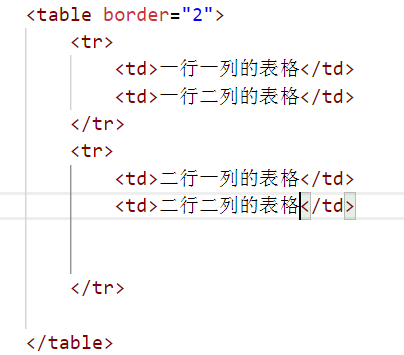 <table border="2">
<tr>
<td>一行一列的表格</td>
<td>一行二列的表格</td>
</tr>
<tr>
<td>二行一列的表格</td>
<td>二行二列的表格</td>
</tr>
</table>